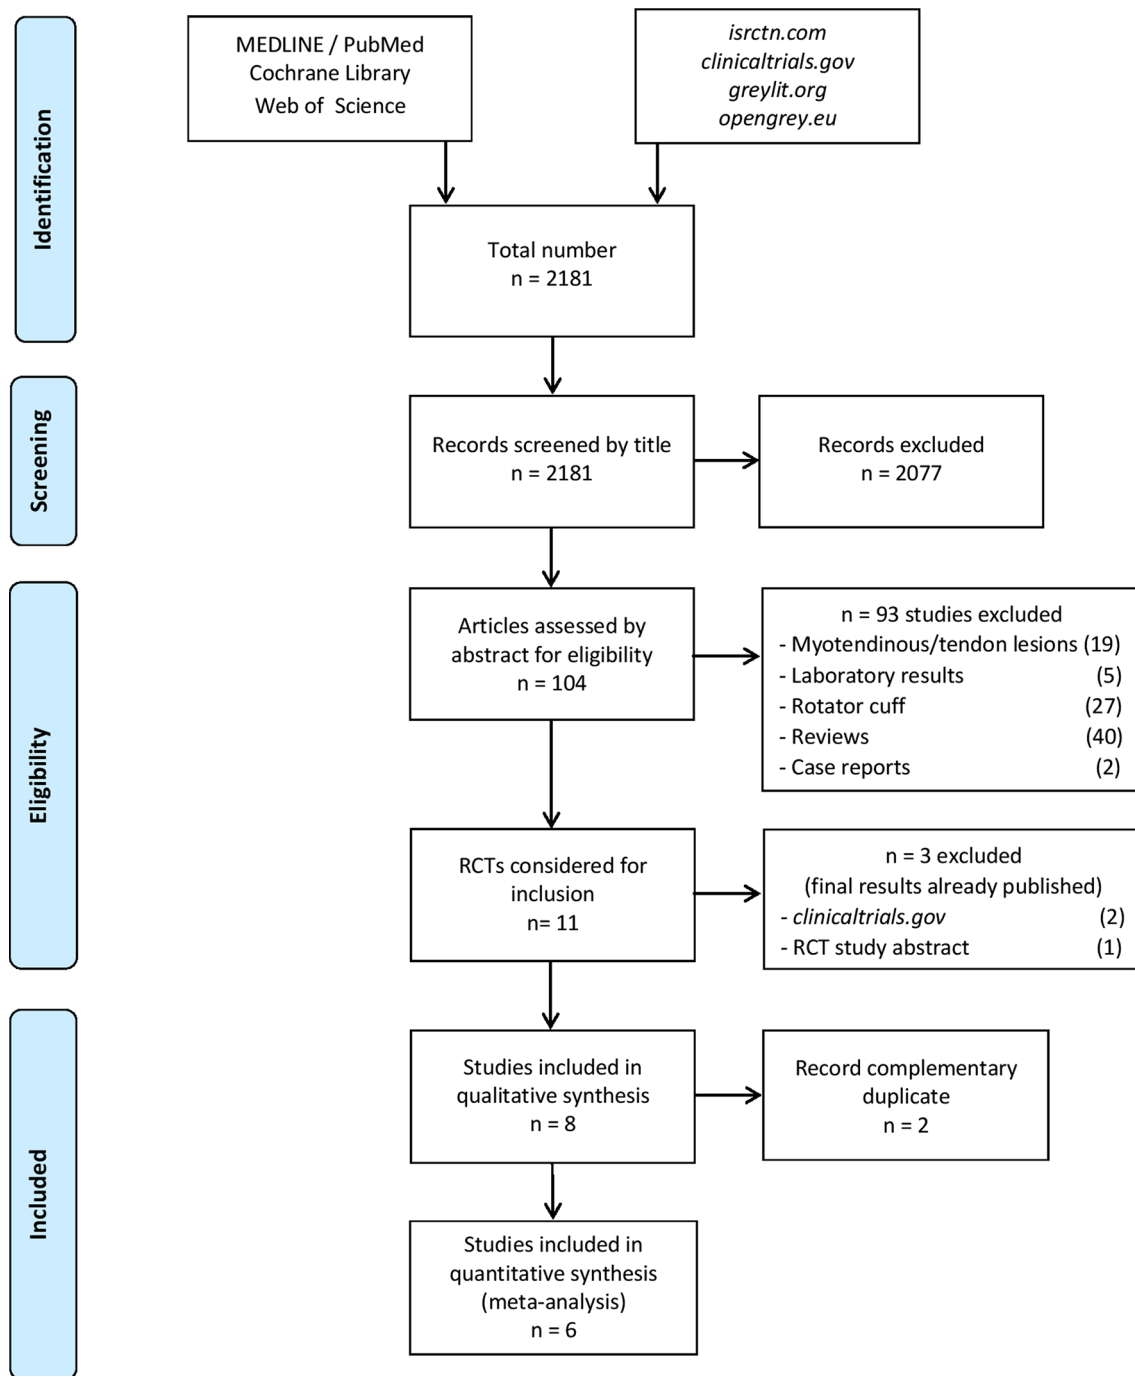 Identification
MEDLINE / PubMed
Cochrane Library
Web of Science
isrctn.com
clinicaltrials.gov
greylit.org
opengrey.eu
Total number
n = 2181
Screening
Records screened by title
n = 2181
Records excluded
n = 2077
Eligibility
Articles assessed by
abstract for eligibility
n = 104
n = 93 studies excluded
- Myotendinous/tendon lesions (19)
- Laboratory results (5)
- Rotator cuff (27)
- Reviews (40)
- Case reports (2)
RCTs considered for
inclusion
n= 11
n = 3 excluded
(final results already published)
- clinicaltrials.gov (2)
- RCT study abstract (1)
Included
Studies included in
qualitative synthesis
n = 8
Record complementary
duplicate
n = 2
Studies included in
quantitative synthesis
(meta-analysis)
n = 6